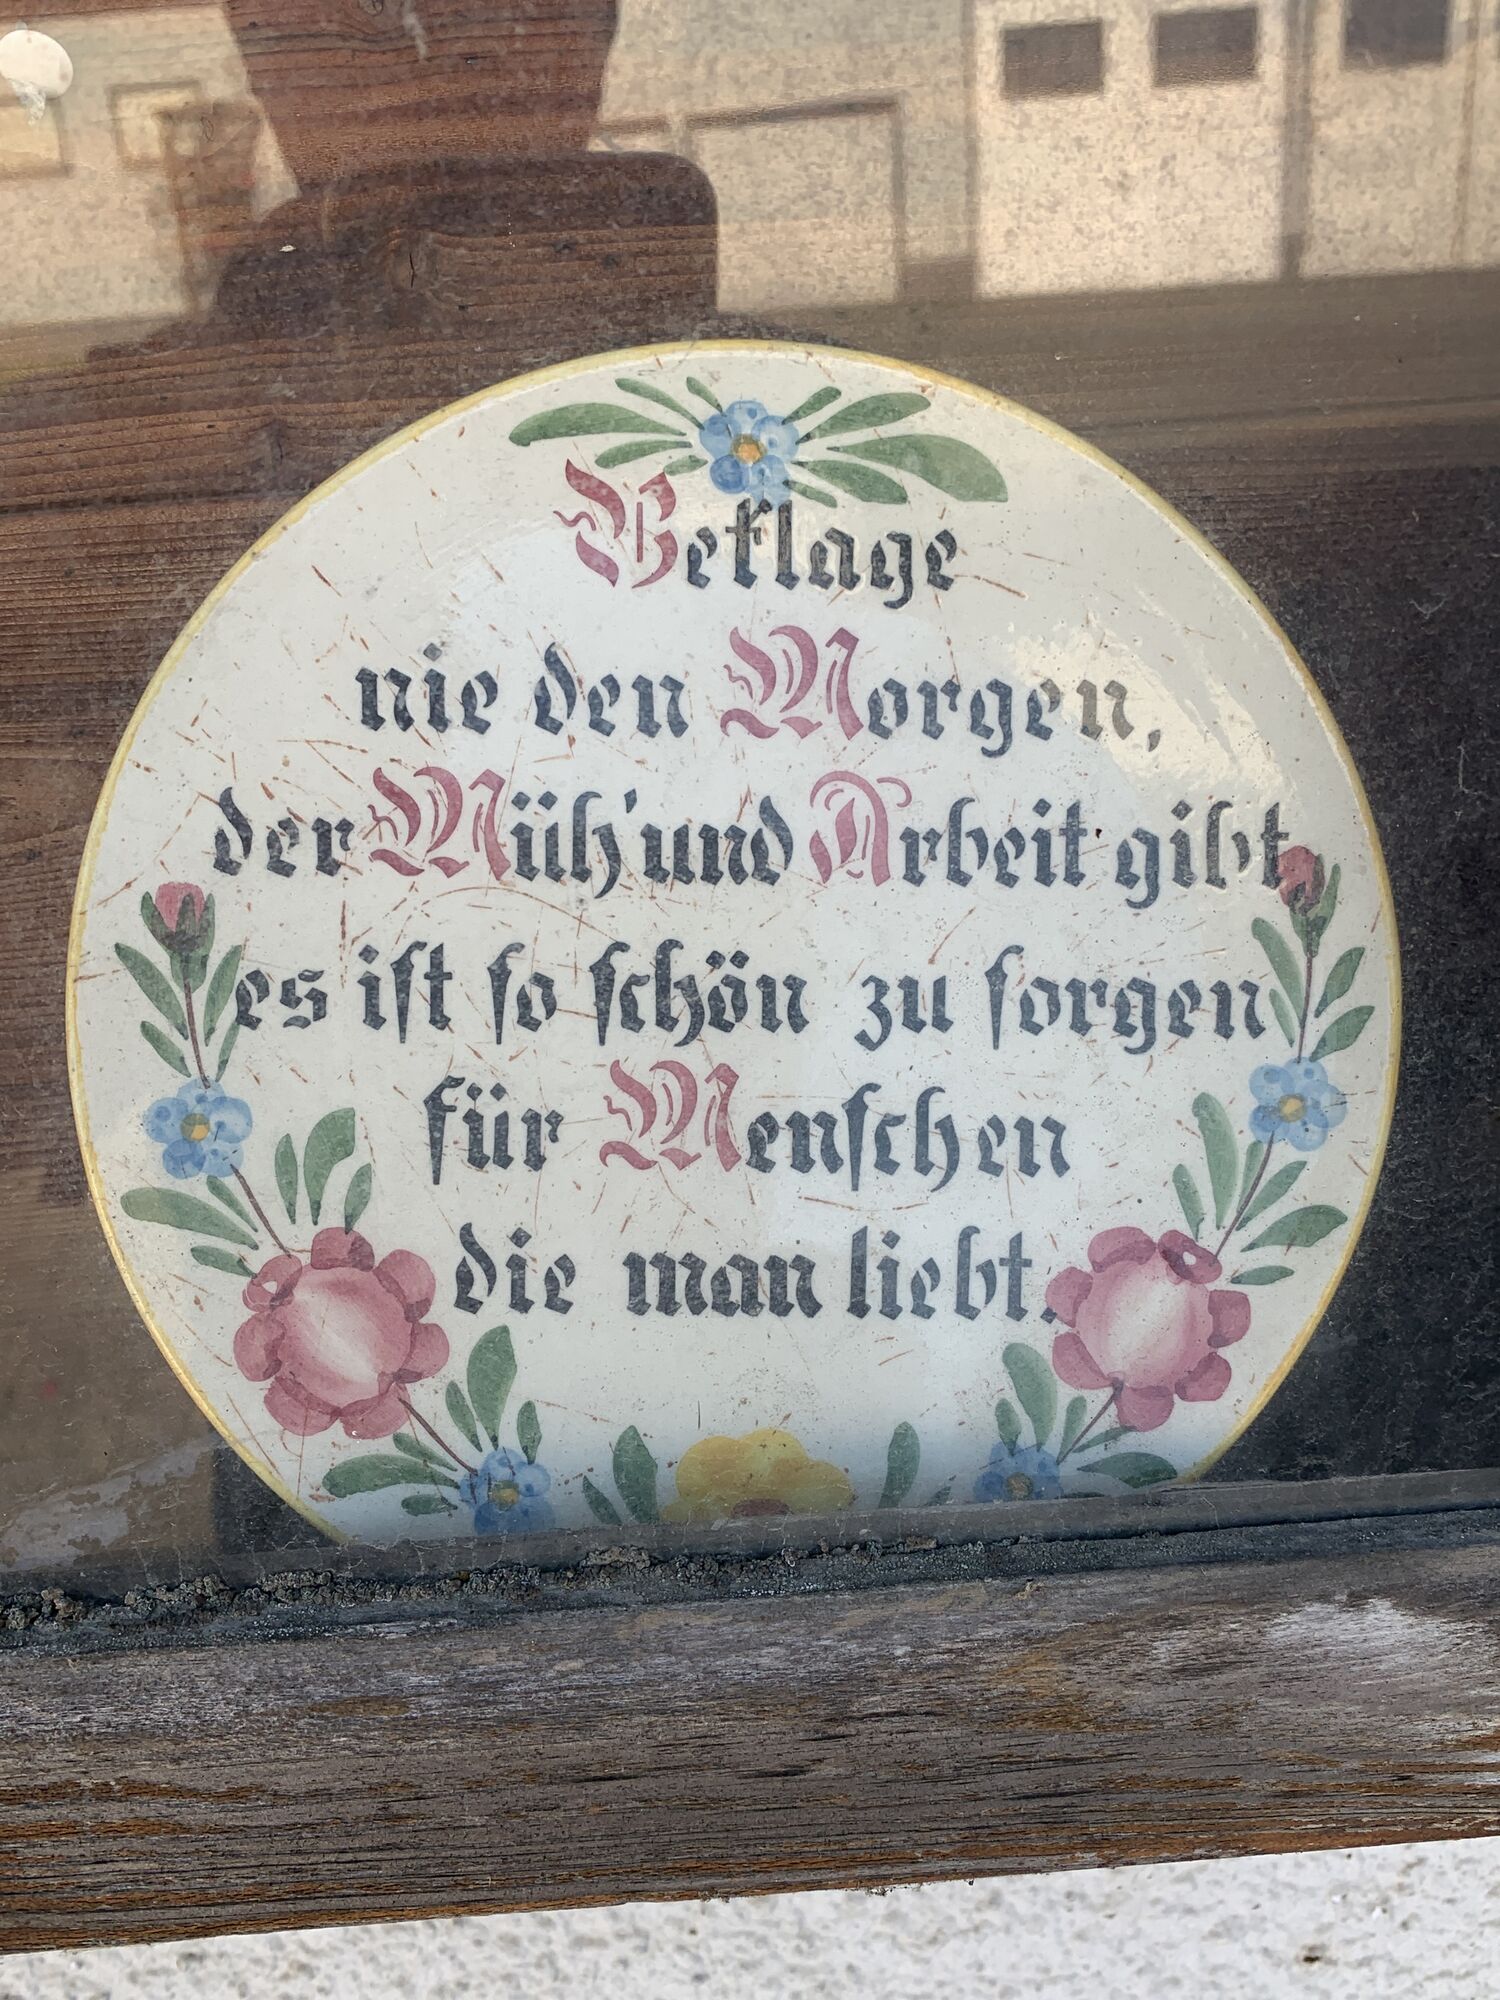 Beklage
nie den Morgen,
der Müh' und Arbeit gibt
es ist so schön zu sorgen
für Menschen
die man liebt.